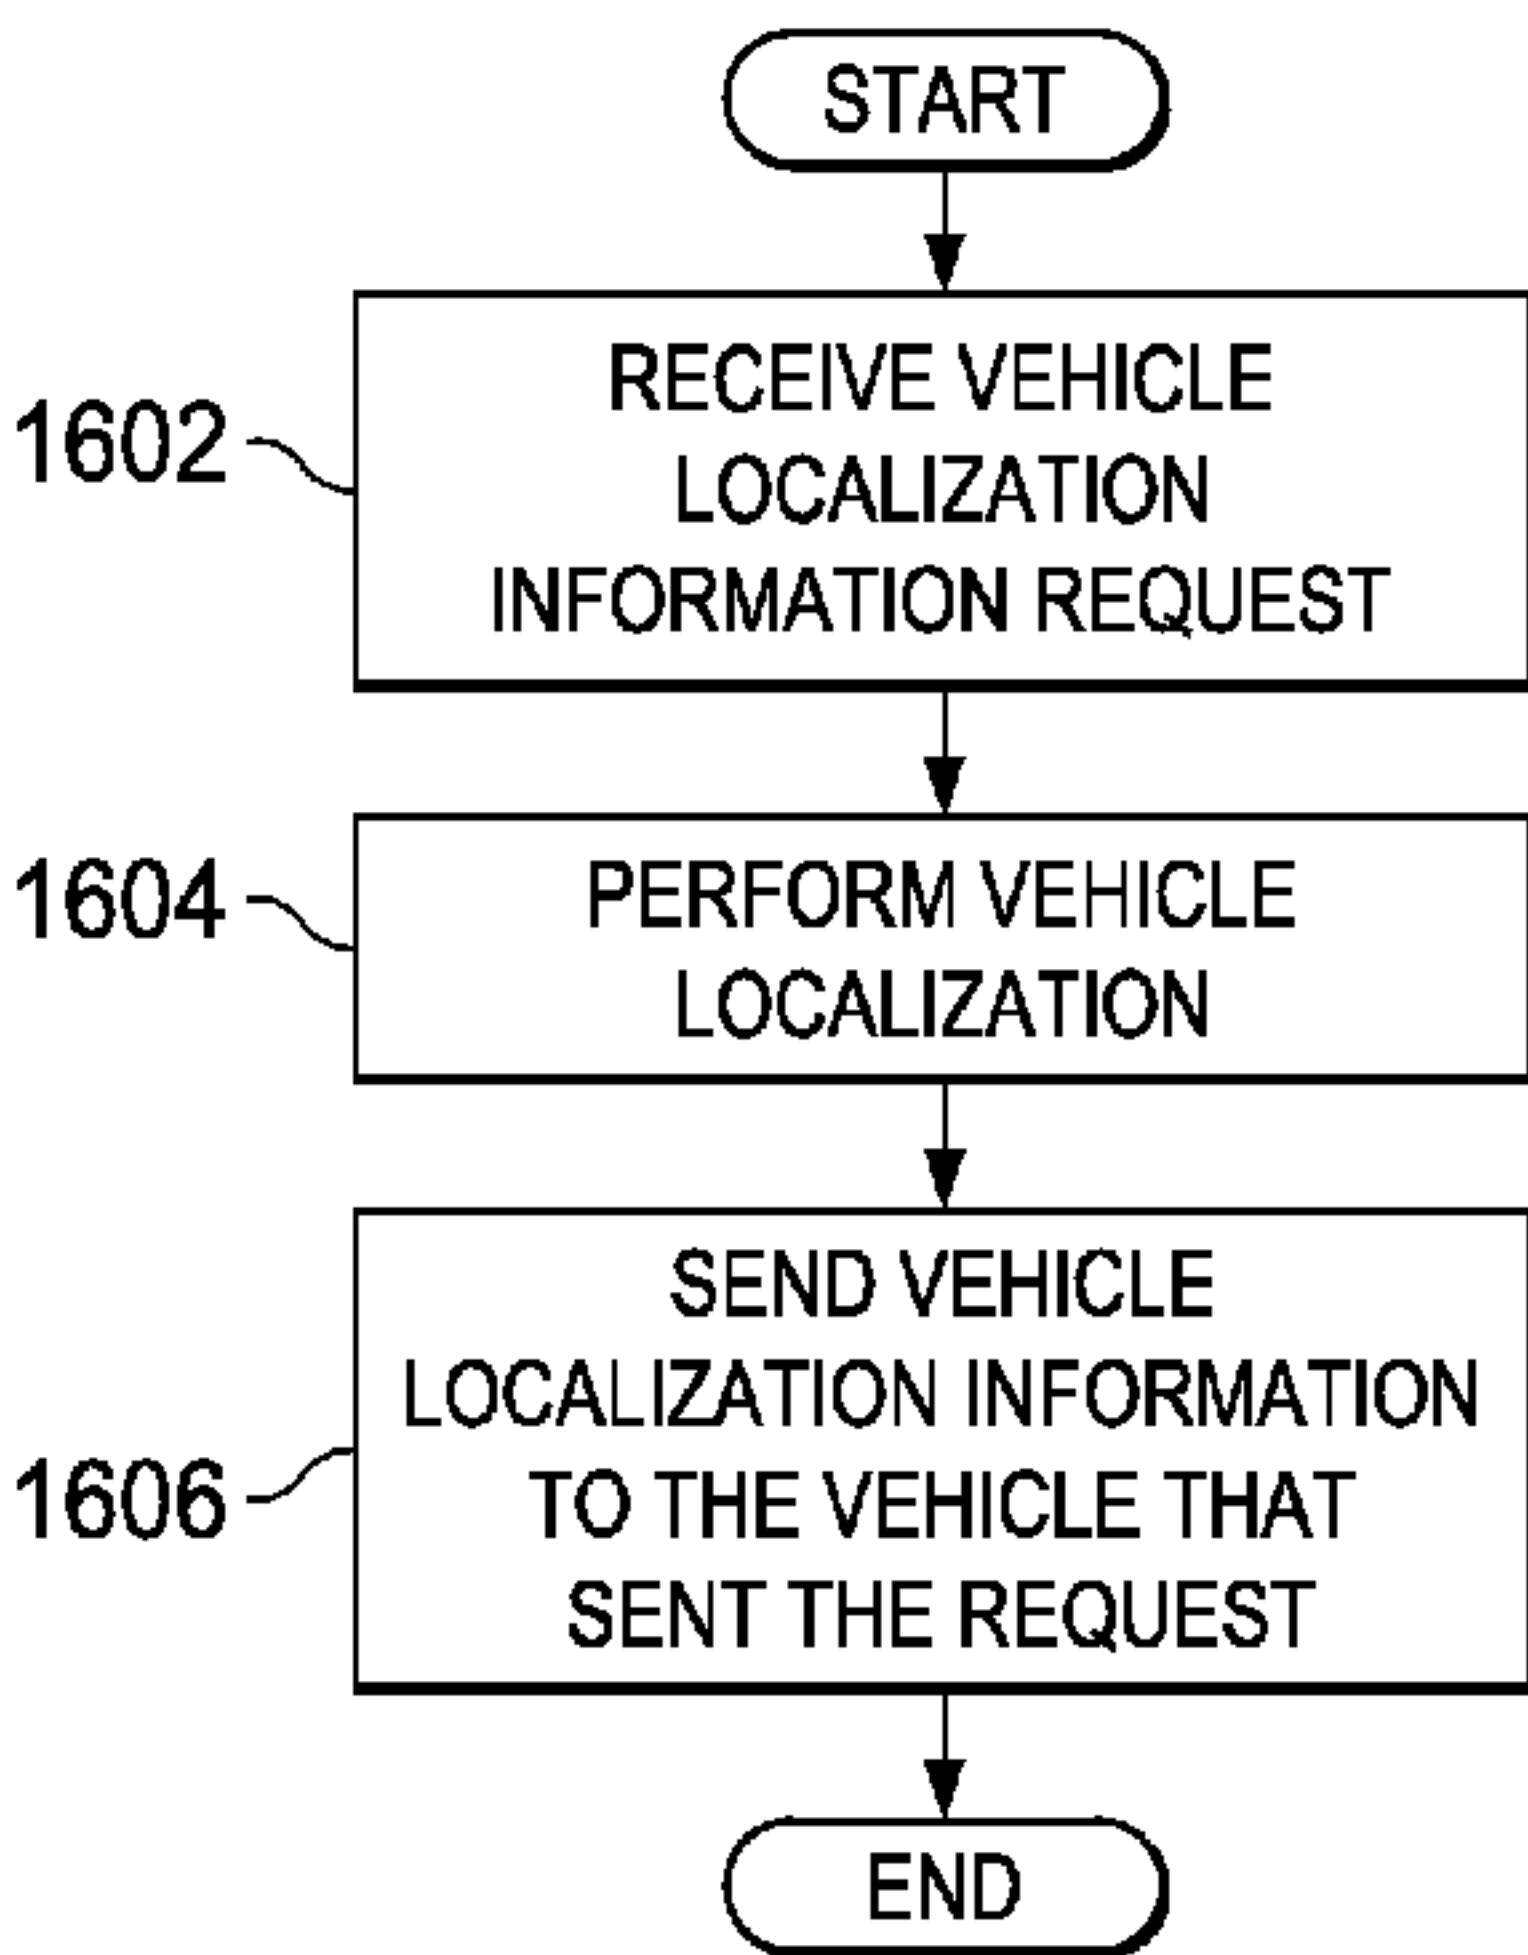 START
1602
RECEIVE VEHICLE
LOCALIZATION
INFORMATION REQUEST
1604
PERFORM VEHICLE
LOCALIZATION
1606
SEND VEHICLE
LOCALIZATION INFORMATION
TO THE VEHICLE THAT
SENT THE REQUEST
END